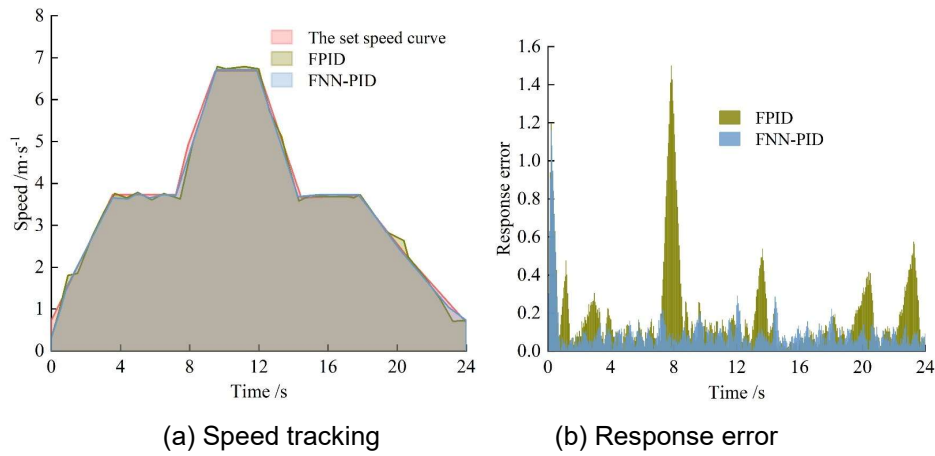 8
7
6
5
4
3
2
1
0
Speed /m·s⁻¹
The set speed curve
FPID
FNN-PID
0 4 8 12 16 20 24
Time /s
(a) Speed tracking
1.6
1.4
1.2
1.0
0.8
0.6
0.4
0.2
0.0
Response error
FPID
FNN-PID
0 4 8 12 16 20 24
Time /s
(b) Response error